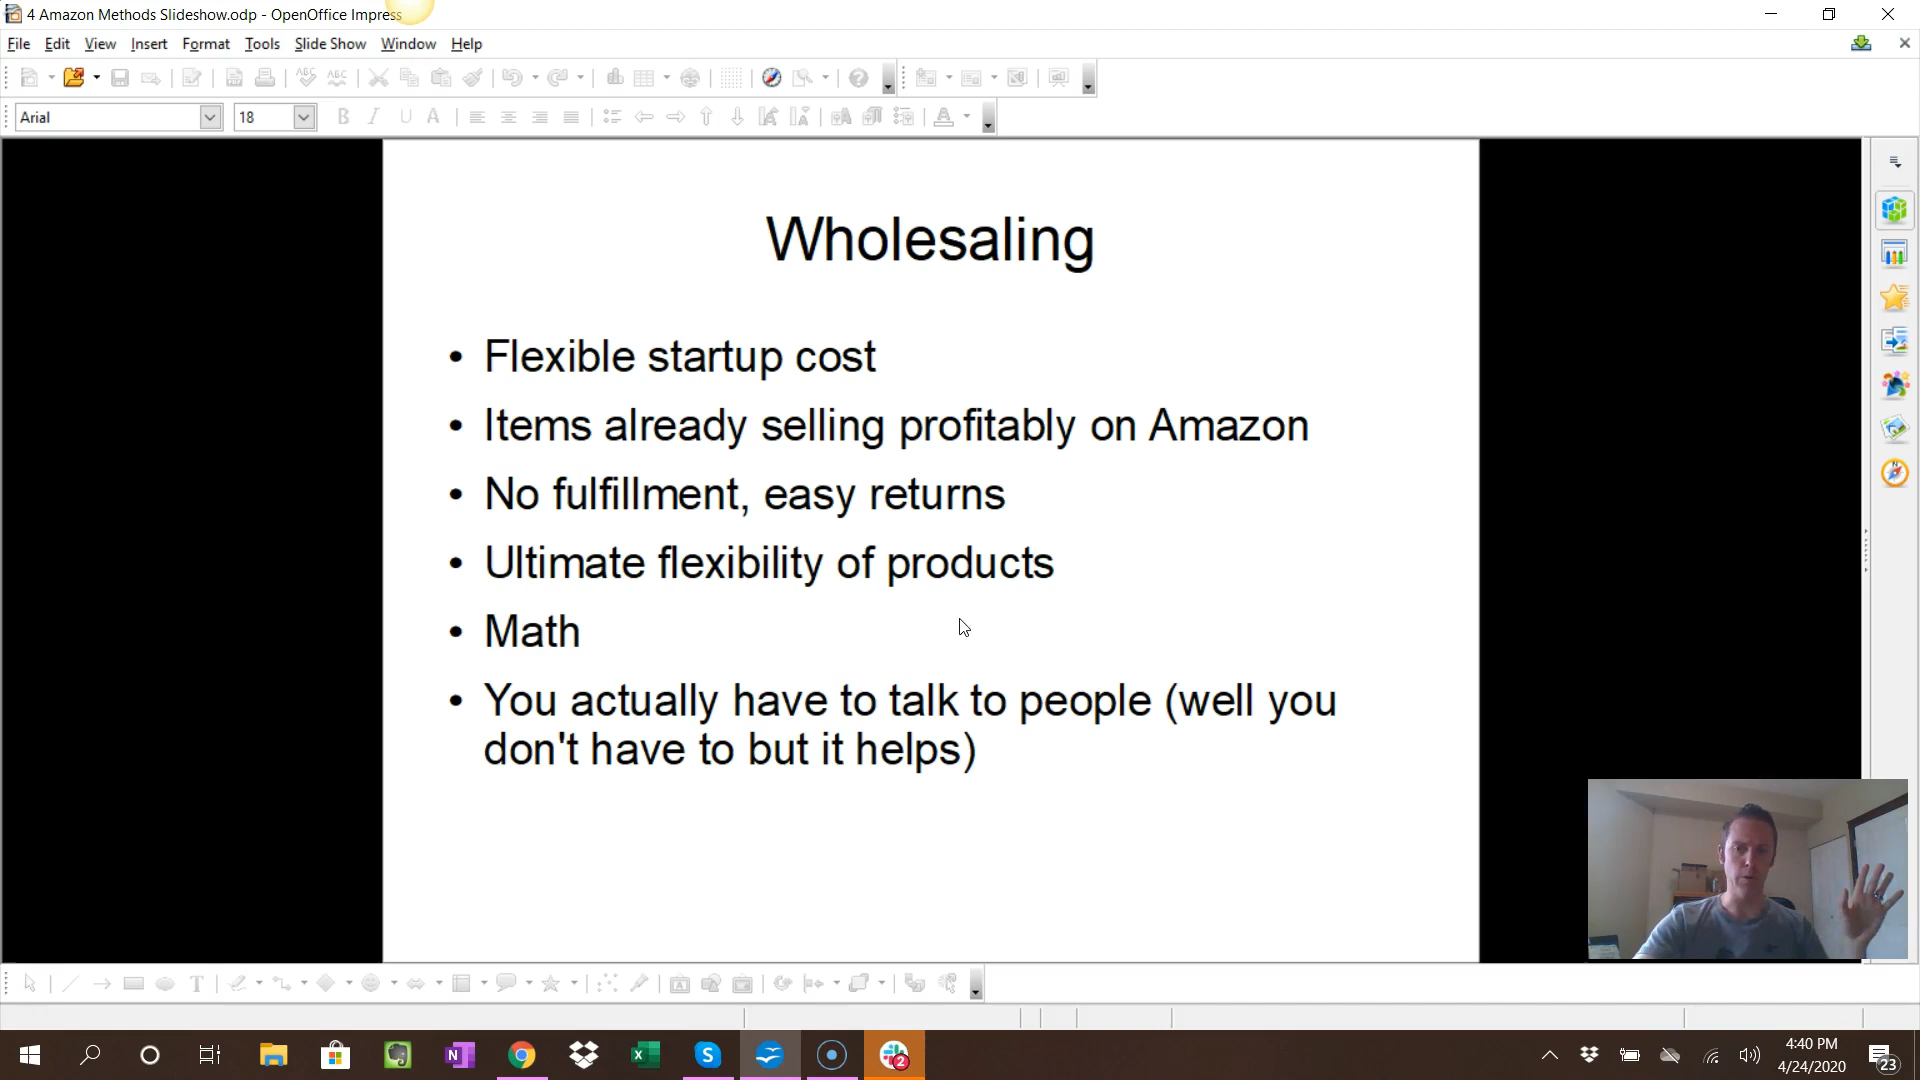 4 Amazon Methods Slideshow.odp - OpenOffice Impress
File Edit View Insert Format Tools Slide Show Window Help
Arial 18
Wholesaling
• Flexible startup cost
• Items already selling profitably on Amazon
• No fulfillment, easy returns
• Ultimate flexibility of products
• Math
• You actually have to talk to people (well you
don't have to but it helps)
4:40 PM
4/24/2020
23
2